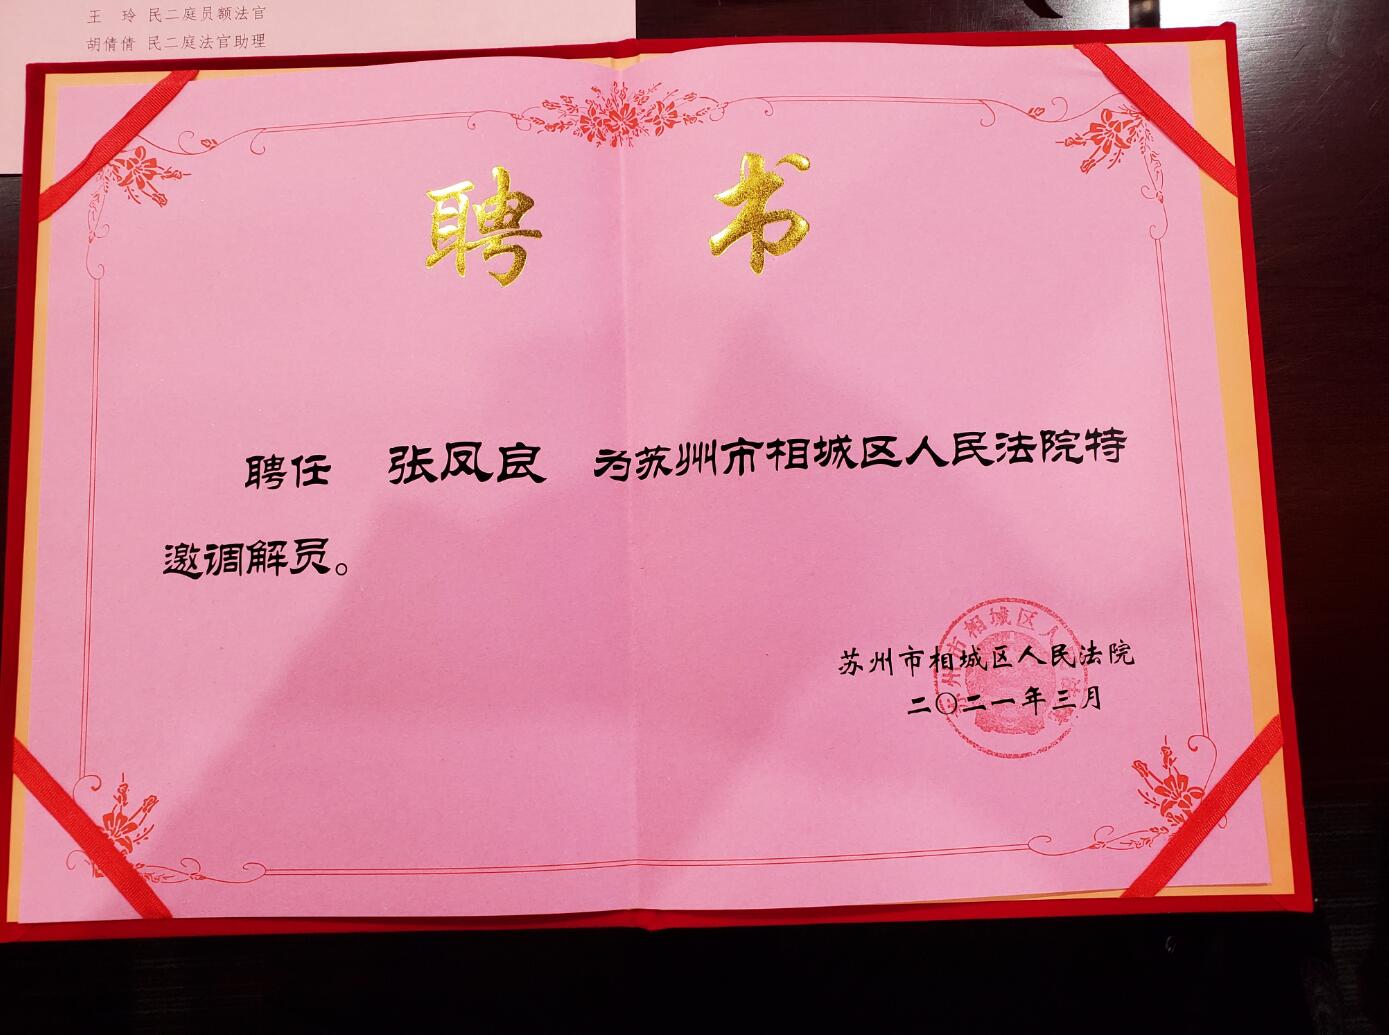 王 玲 民二庭员额法官
胡倩倩 民二庭法官助理
聘 书
聘任 张凤良 为苏州市相城区人民法院特
邀调解员。
苏州市相城区人民法院
二〇二一年三月